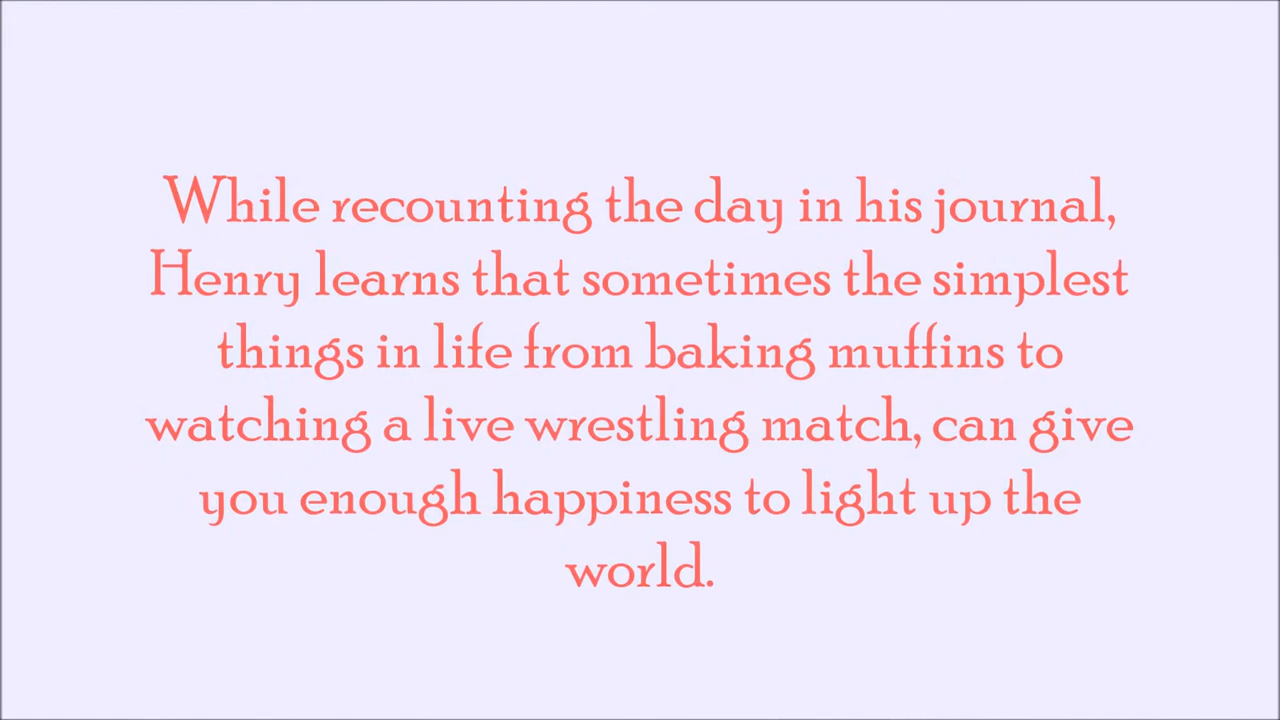 While recounting the day in his journal,
Henry learns that sometimes the simplest
things in life from baking muffins to
watching a live wrestling match, can give
you enough happiness to light up the
world.